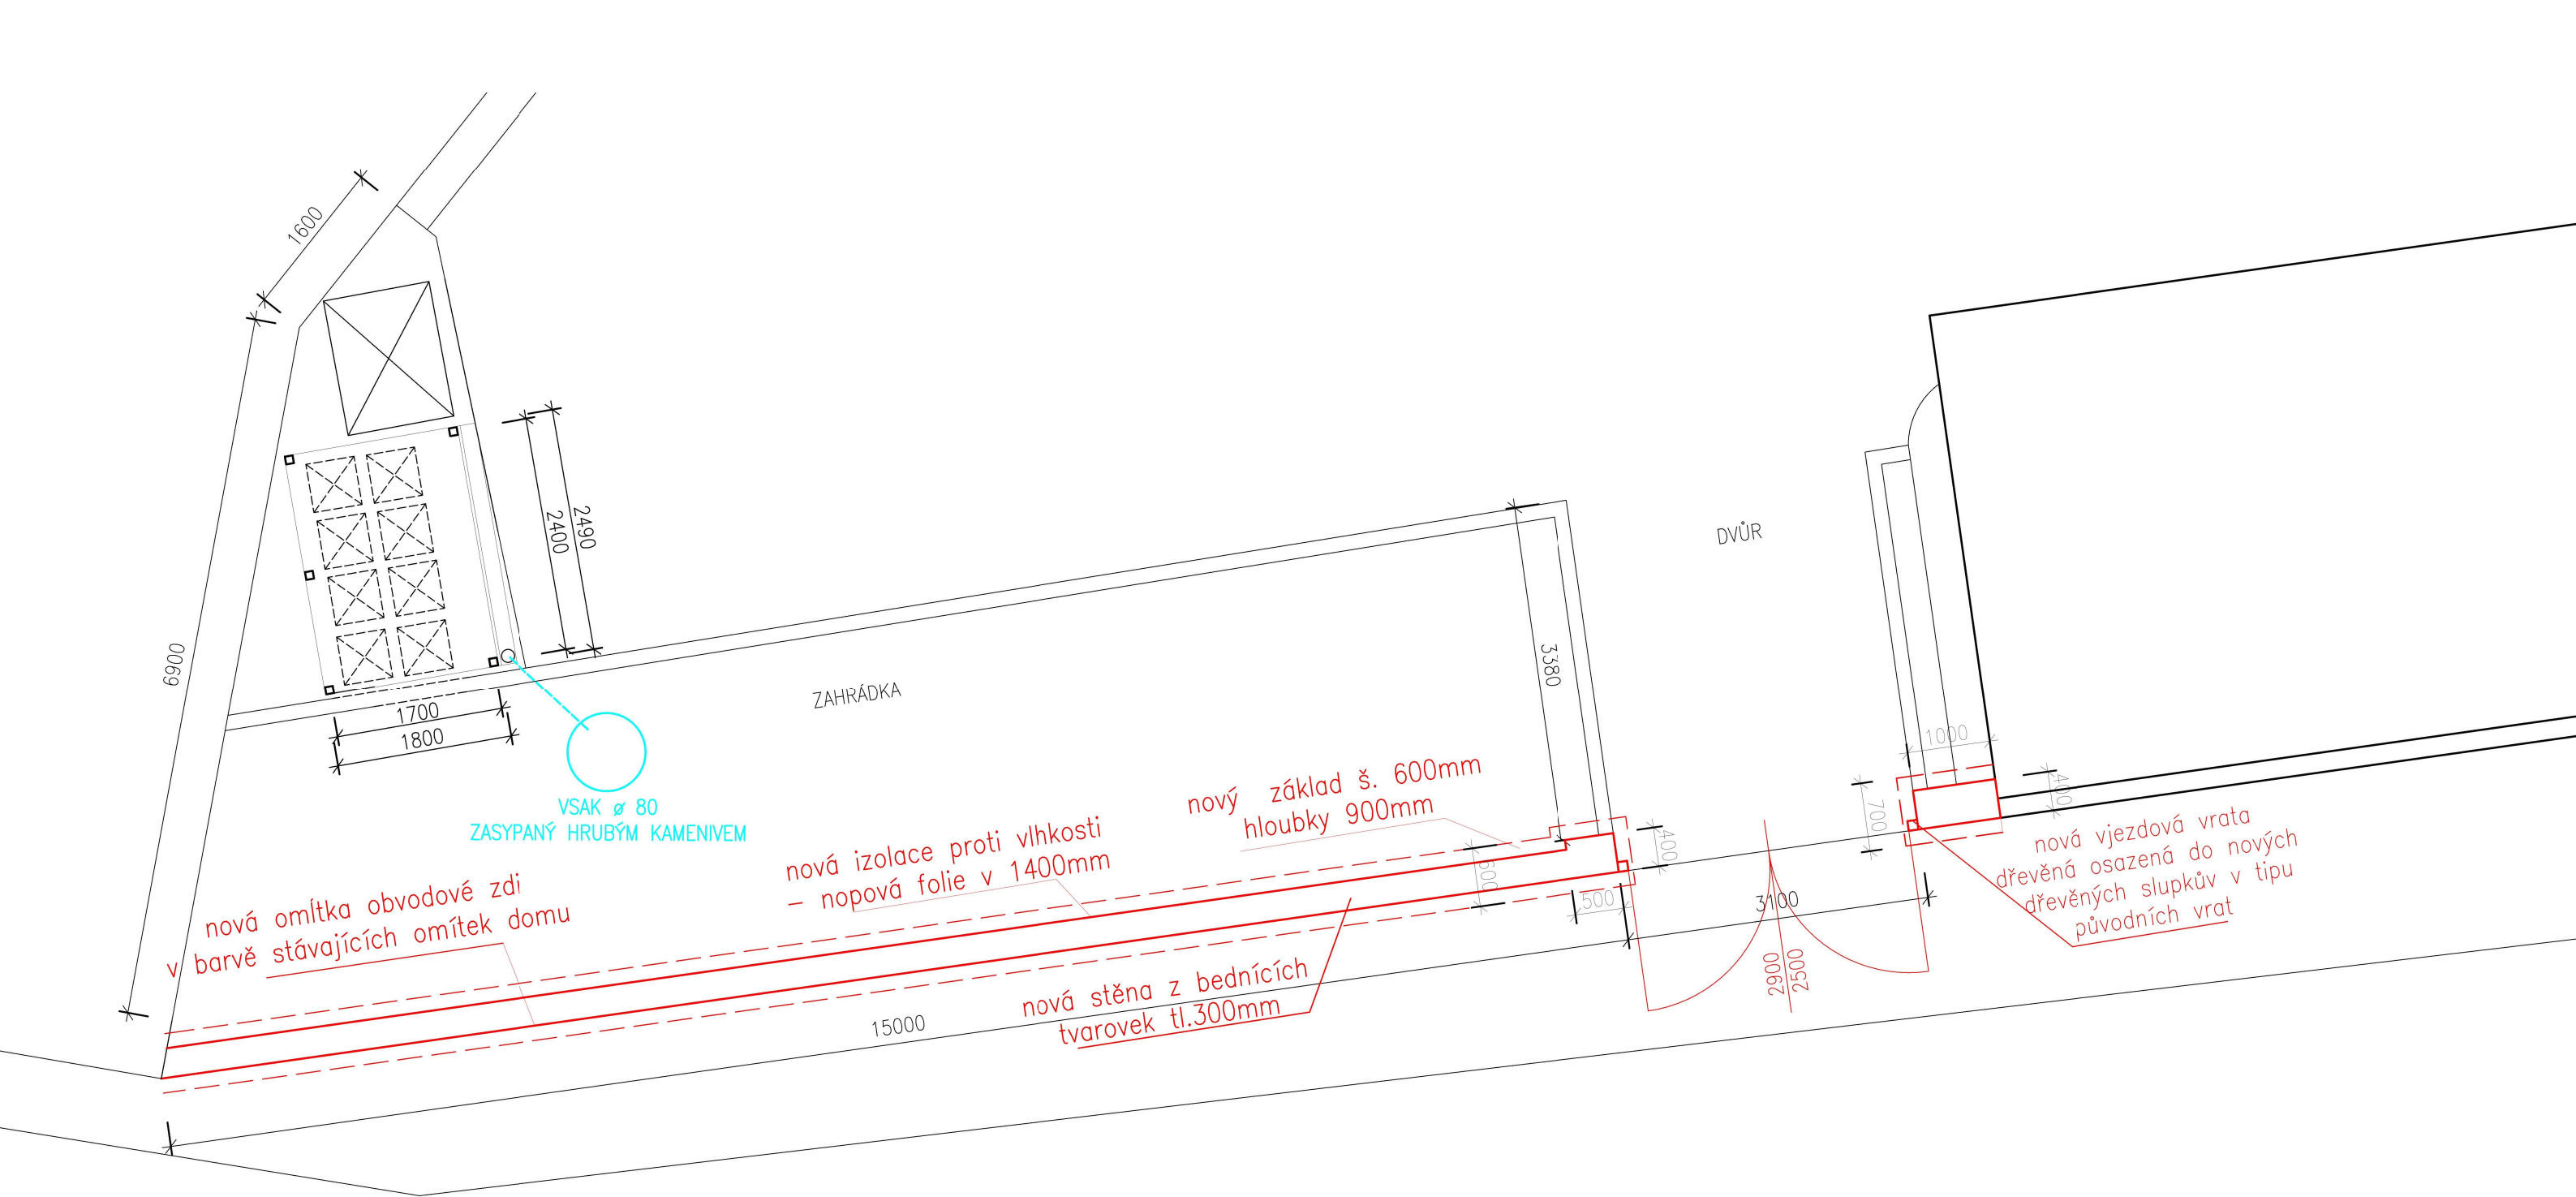 1600
6900
2400
2490
1700
1800
VSAK ø 80
ZASYPANÝ HRUBÝM KAMENIVEM
ZAHRÁDKA
DVŮR
3380
nový základ š. 600mm
hloubky 900mm
nová izolace proti vlhkosti
– nopová folie v 1400mm
nová omítka obvodové zdi
v barvě stávajících omítek domu
nová stěna z bednících
tvarovek tl.300mm
15000
600
500
400
3100
2900
2500
1000
700
400
nová vjezdová vrata
dřevěná osazená do nových
dřevěných slupkův v tipu
původních vrat